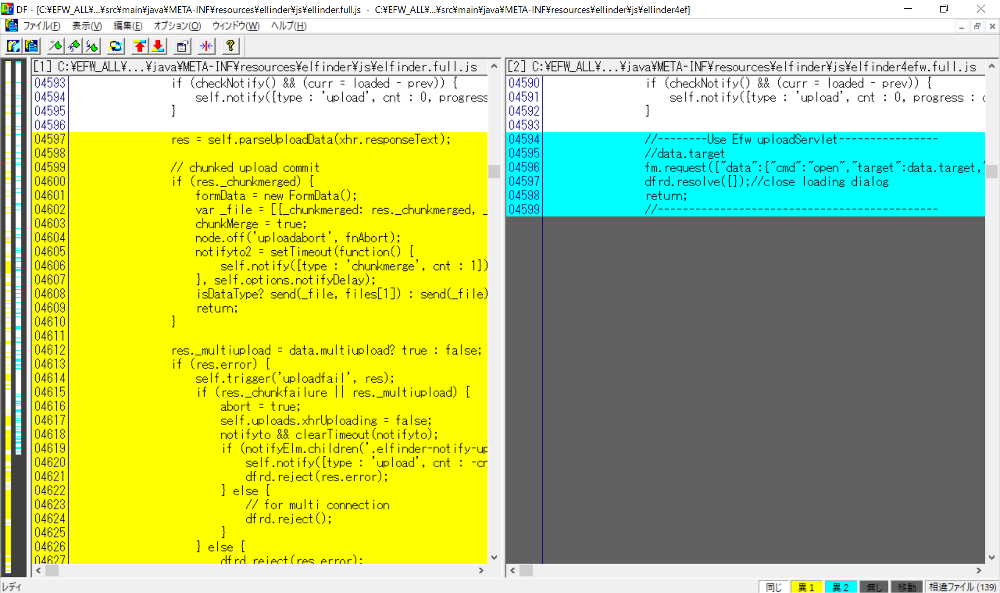 DF - [C:¥EFW_ALL¥...¥src¥main¥java¥META-INF¥resources¥elfinder¥js¥elfinder.full.js - C:¥EFW_ALL¥...¥src¥main¥java¥META-INF¥resources¥elfinder¥js¥elfinder4ef]
ファイル(F) 表示(V) 編集(E) オプション(O) ウィンドウ(W) ヘルプ(H)
[1] C:¥EFW_ALL¥...¥java¥META-INF¥resources¥elfinder¥js¥elfinder.full.js
04593 if (checkNotify() && (curr = loaded - prev)) {
04594 self.notify({type : 'upload', cnt : 0, progress
04595 }
04596
04597 res = self.parseUploadData(xhr.responseText);
04598
04599 // chunked upload commit
04600 if (res._chunkmerged) {
04601 formData = new FormData();
04602 var _file = [{_chunkmerged: res._chunkmerged, _
04603 chunkMerge = true;
04604 node.off('uploadabort', fnAbort);
04605 notifyto2 = setTimeout(function() {
04606 self.notify({type : 'chunkmerge', cnt : 1})
04607 }, self.options.notifyDelay);
04608 isDataType? send(_file, files[1]) : send(_file)
04609 return;
04610 }
04611
04612 res._multiupload = data.multiupload? true : false;
04613 if (res.error) {
04614 self.trigger('uploadfail', res);
04615 if (res._chunkfailure || res._multiupload) {
04616 abort = true;
04617 self.uploads.xhrUploading = false;
04618 notifyto && clearTimeout(notifyto);
04619 if (notifyElm.children('.elfinder-notify-up
04620 self.notify({type : 'upload', cnt : -cn
04621 dfrd.reject(res.error);
04622 } else {
04623 // for multi connection
04624 dfrd.reject();
04625 }
04626 } else {
04627 dfrd.reject(res.error);
[2] C:¥EFW_ALL¥...¥java¥META-INF¥resources¥elfinder¥js¥elfinder4efw.full.js
04590 if (checkNotify() && (curr = loaded - prev)) {
04591 self.notify({type : 'upload', cnt : 0, progress : c
04592 }
04593
04594 //--------Use Efw uploadServlet----------------
04595 //data.target
04596 fm.request({"data":{"cmd":"open","target":data.target,"
04597 dfrd.resolve({});//close loading dialog
04598 return;
04599 //----------------------------------------------
レディ 同じ 異1 異2 無し 移動 相違ファイル (139)